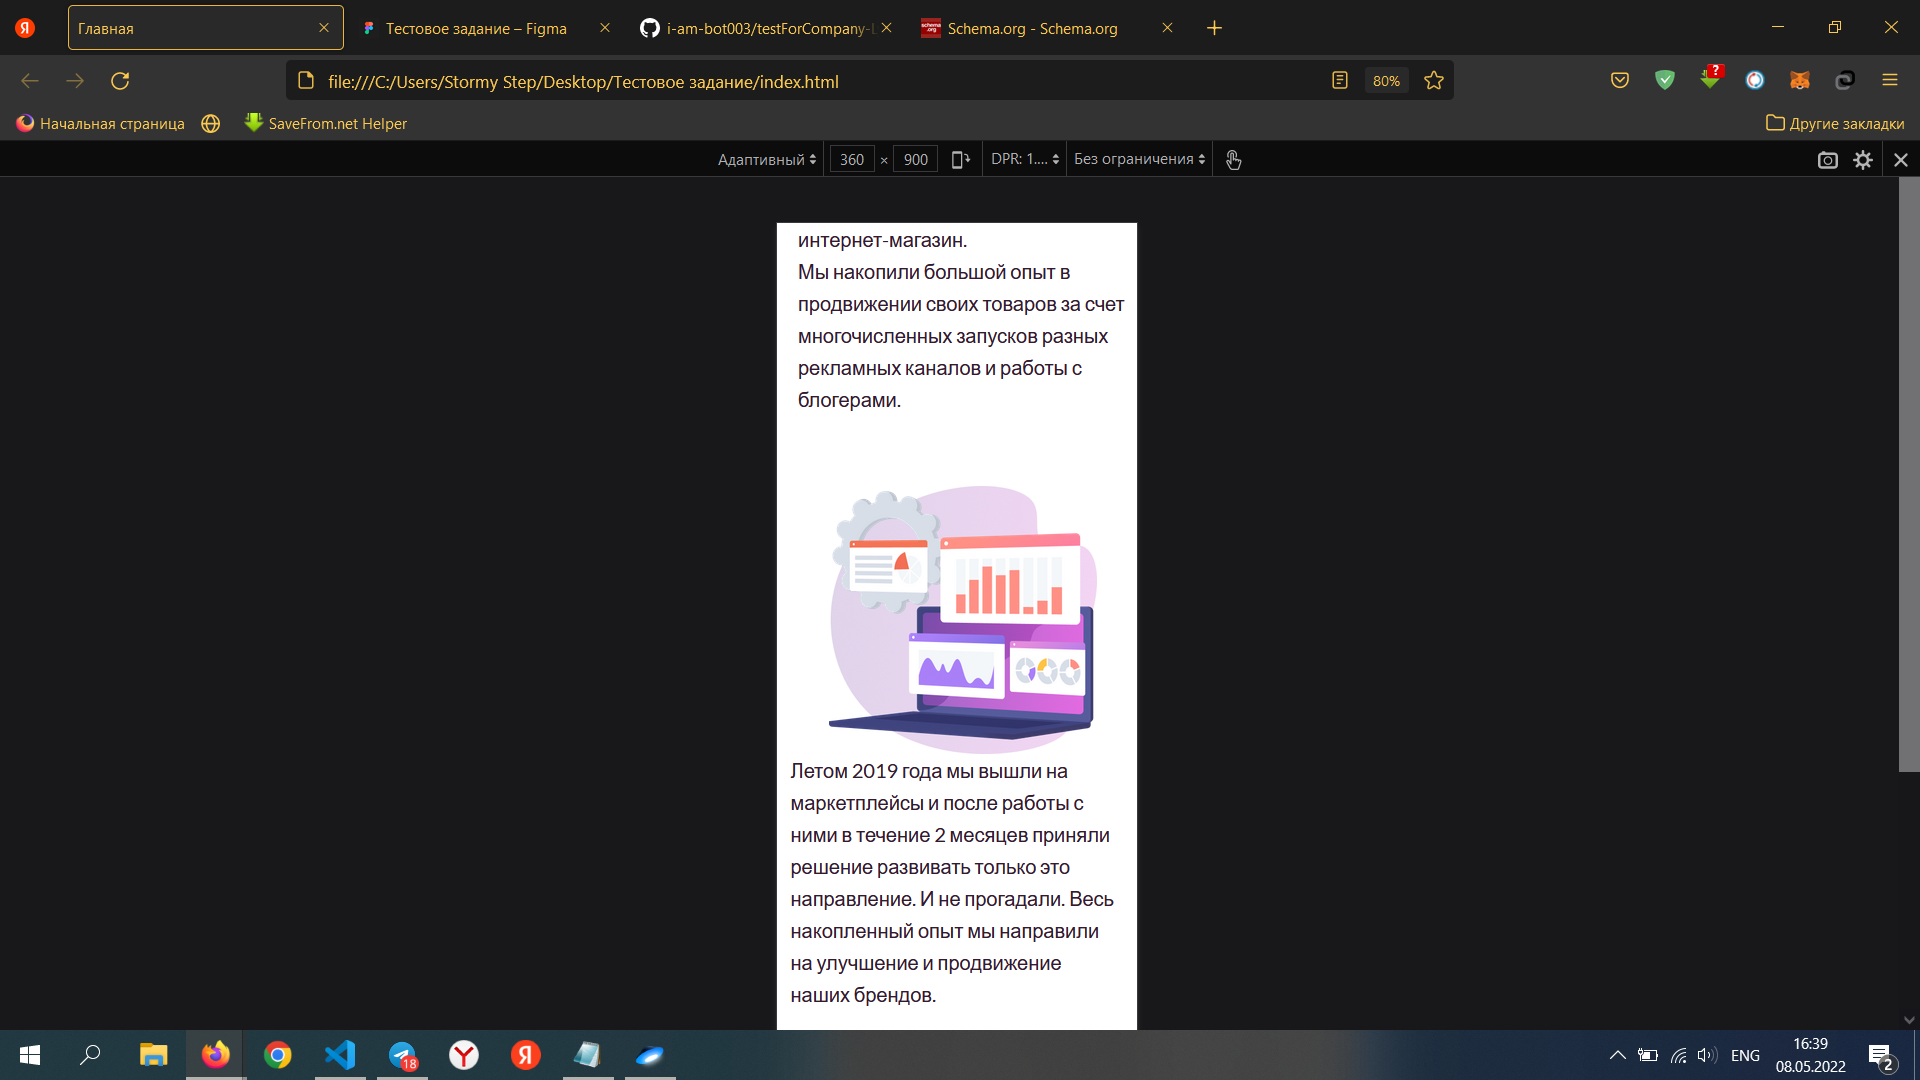 Главная
Тестовое задание – Figma
i-am-bot003/testForCompany-L
Schema.org - Schema.org
file:///C:/Users/Stormy Step/Desktop/Тестовое задание/index.html
80%
?
Начальная страница
SaveFrom.net Helper
Другие закладки
Адаптивный
360 × 900
DPR: 1....
Без ограничения
интернет-магазин.
Мы накопили большой опыт в
продвижении своих товаров за счет
многочисленных запусков разных
рекламных каналов и работы с
блогерами.
Летом 2019 года мы вышли на
маркетплейсы и после работы с
ними в течение 2 месяцев приняли
решение развивать только это
направление. И не прогадали. Весь
накопленный опыт мы направили
на улучшение и продвижение
наших брендов.
18
ENG
16:39
08.05.2022
2